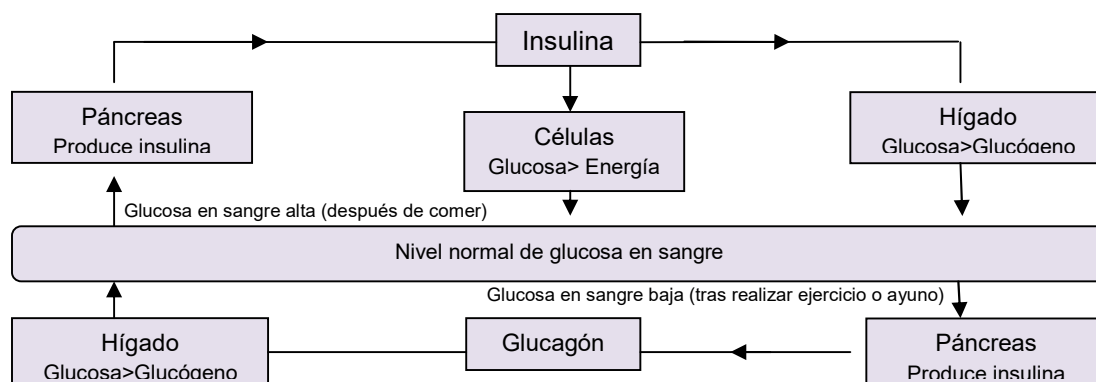 Insulina
Páncreas
Produce insulina
Células
Glucosa> Energía
Hígado
Glucosa>Glucógeno
Glucosa en sangre alta (después de comer)
Nivel normal de glucosa en sangre
Glucosa en sangre baja (tras realizar ejercicio o ayuno)
Hígado
Glucosa>Glucógeno
Glucagón
Páncreas
Produce insulina